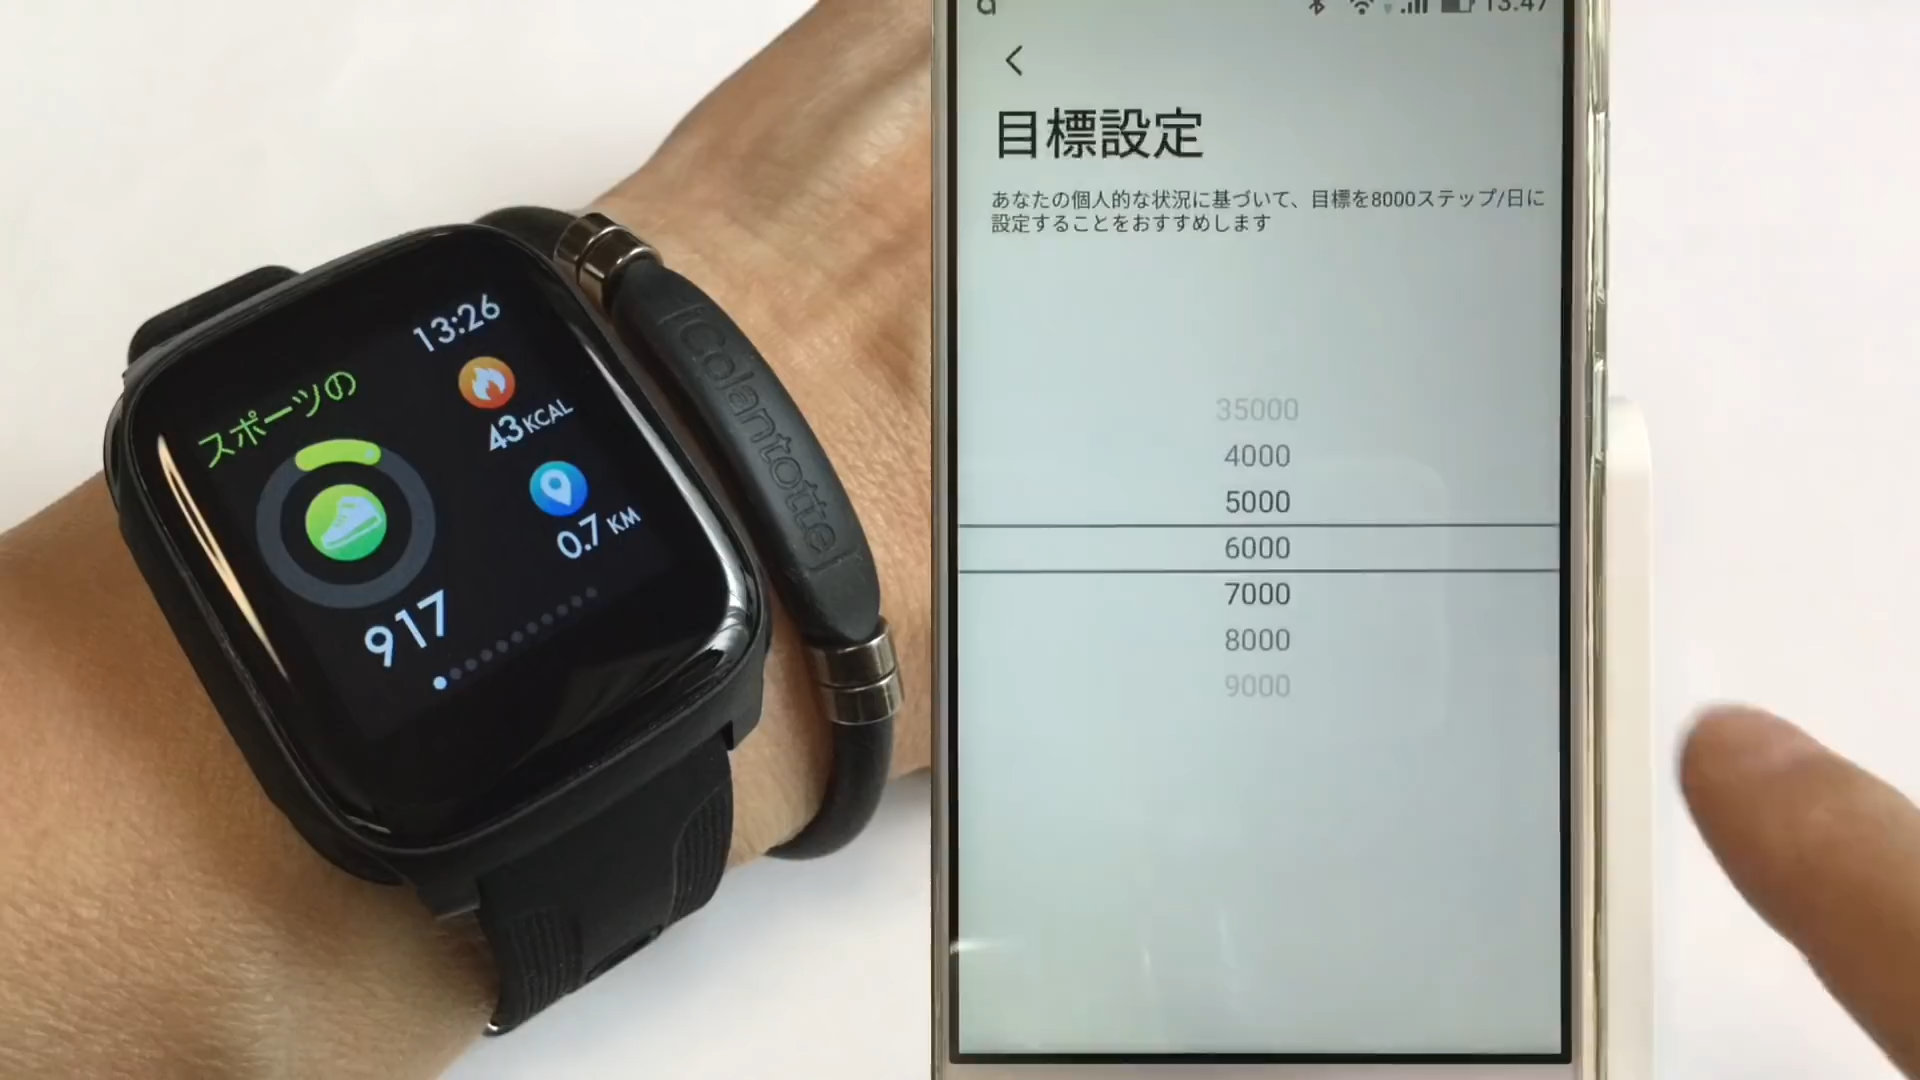 13:26
スポーツの
43 KCAL
0.7 KM
917
Colantotte
13:47
目標設定
あなたの個人的な状況に基づいて、目標を8000ステップ/日に
設定することをおすすめします
35000
4000
5000
6000
7000
8000
9000